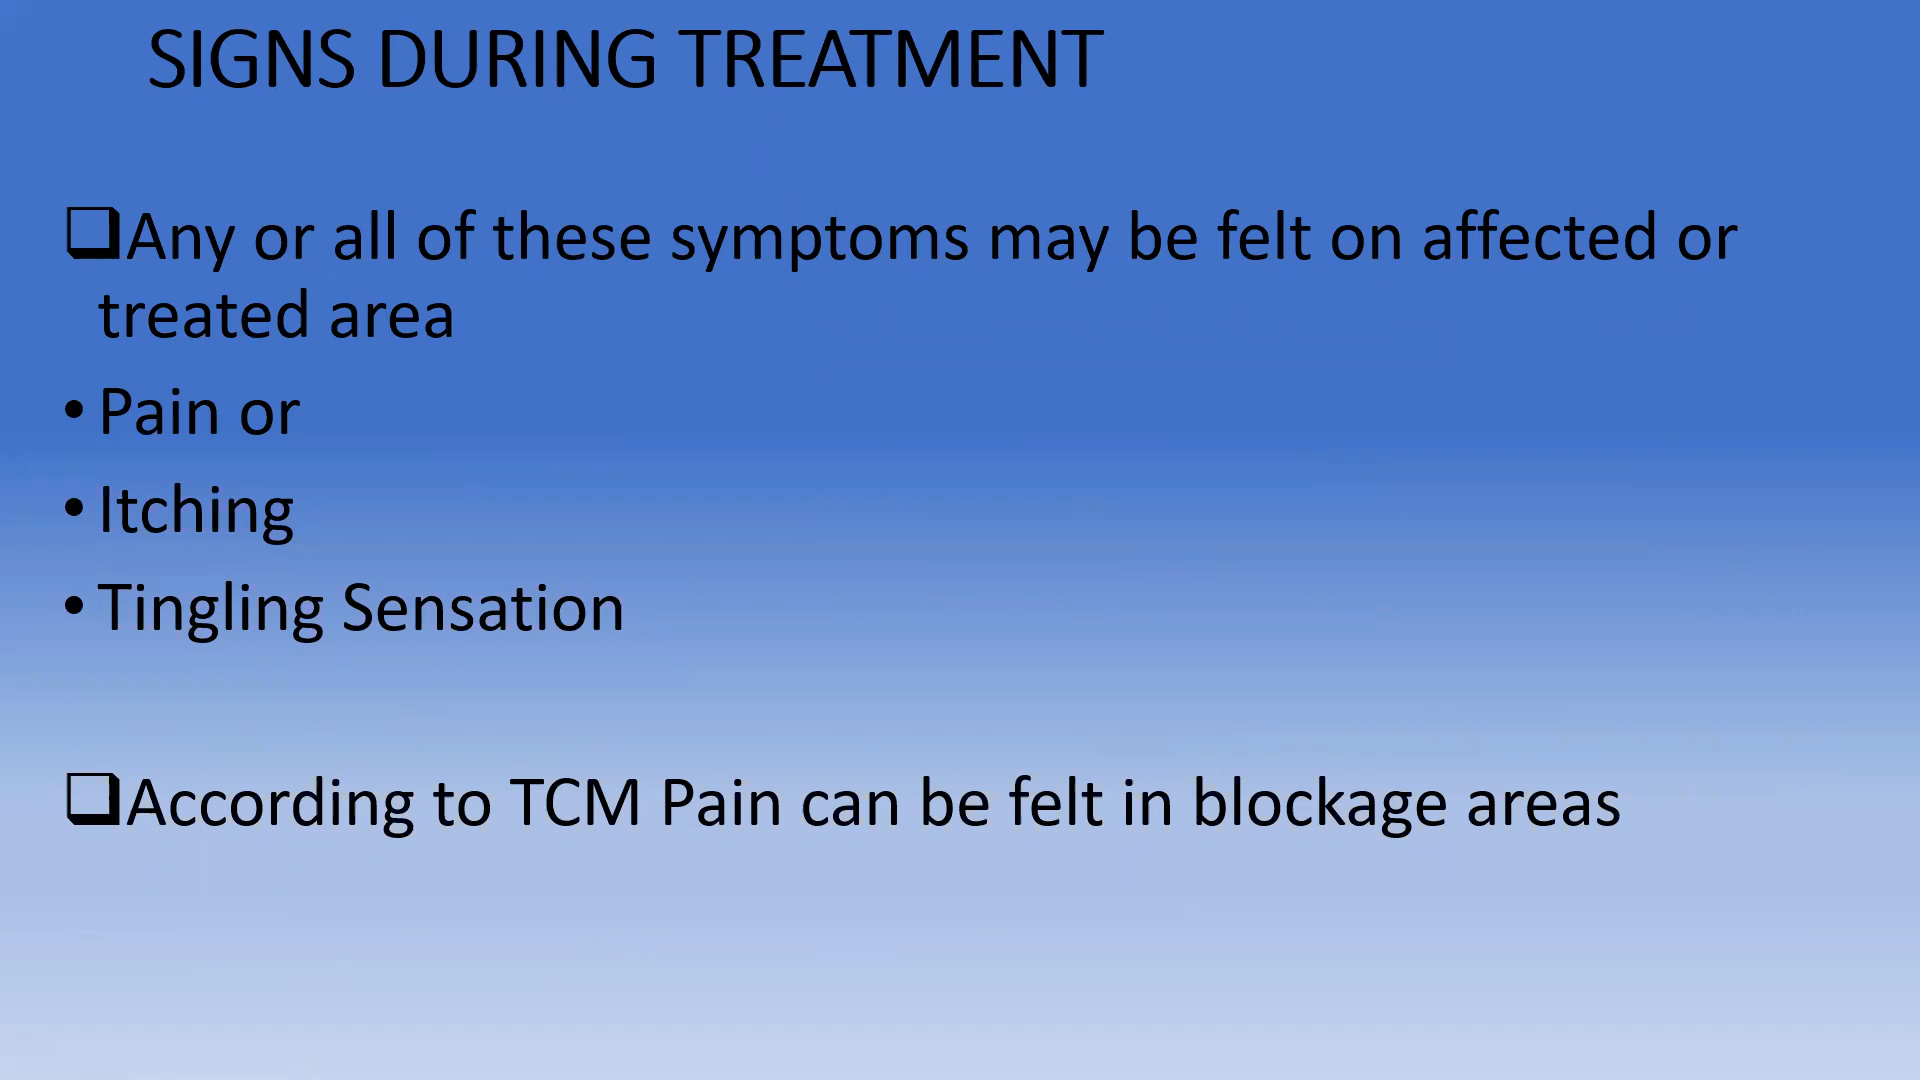 SIGNS DURING TREATMENT
❑Any or all of these symptoms may be felt on affected or
treated area
• Pain or
• Itching
• Tingling Sensation
❑According to TCM Pain can be felt in blockage areas